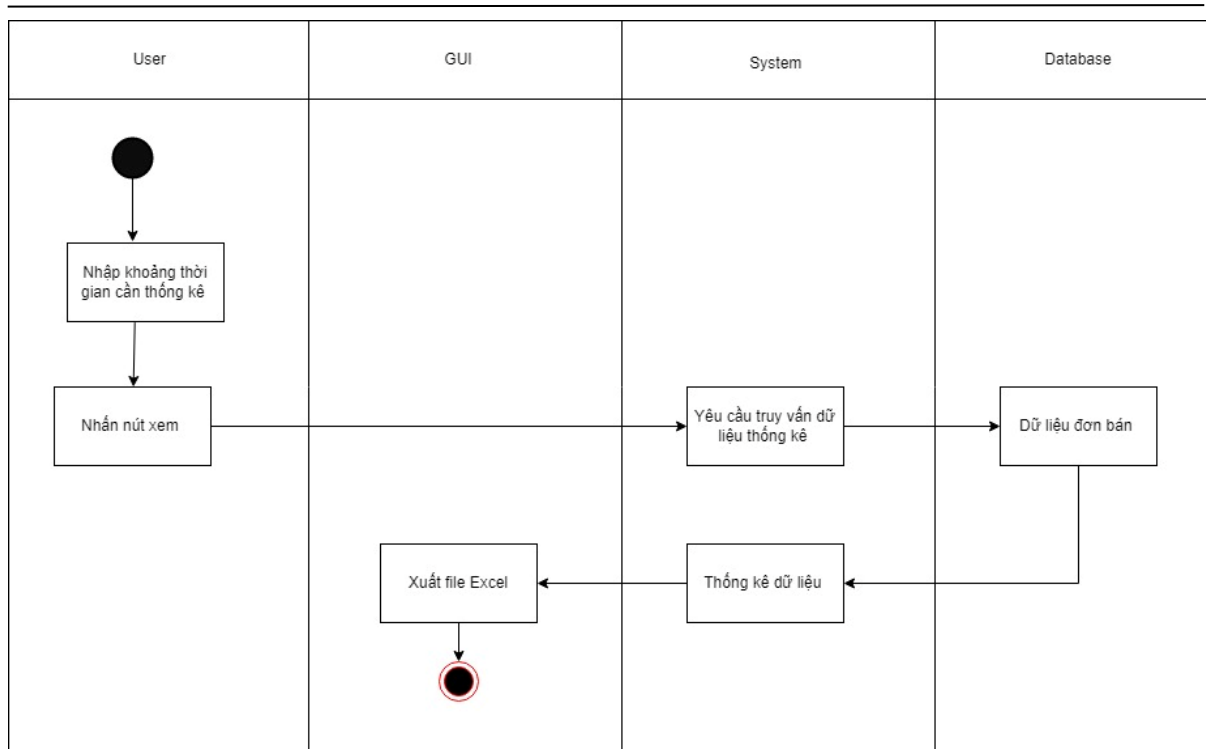 User
GUI
System
Database
Nhập khoảng thời
gian cần thống kê
Nhấn nút xem
Yêu cầu truy vấn dữ
liệu thống kê
Dữ liệu đơn bán
Xuất file Excel
Thống kê dữ liệu